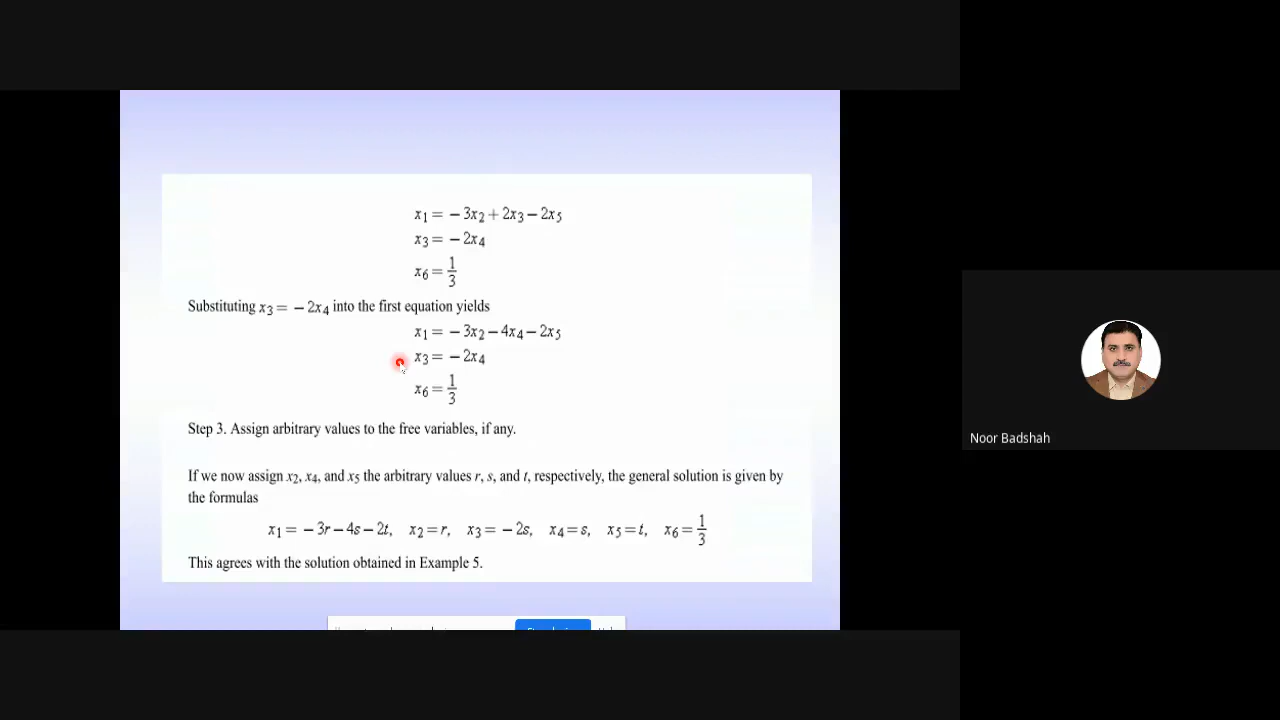 x1 = − 3x2 + 2x3 − 2x5
x3 = − 2x4
x6 = 1/3
Substituting x3 = − 2x4 into the first equation yields
x1 = − 3x2 − 4x4 − 2x5
x3 = − 2x4
x6 = 1/3
Step 3. Assign arbitrary values to the free variables, if any.
If we now assign x2, x4, and x5 the arbitrary values r, s, and t, respectively, the general solution is given by
the formulas
x1 = − 3r − 4s − 2t, x2 = r, x3 = − 2s, x4 = s, x5 = t, x6 = 1/3
This agrees with the solution obtained in Example 5.
Noor Badshah